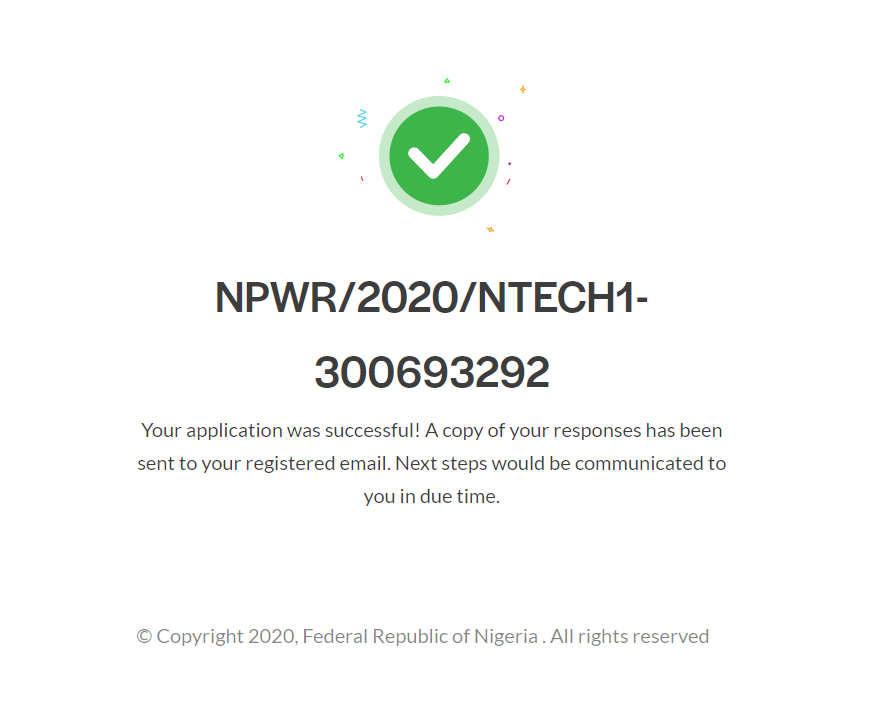 NPWR/2020/NTECH1-
300693292
Your application was successful! A copy of your responses has been
sent to your registered email. Next steps would be communicated to
you in due time.
© Copyright 2020, Federal Republic of Nigeria . All rights reserved